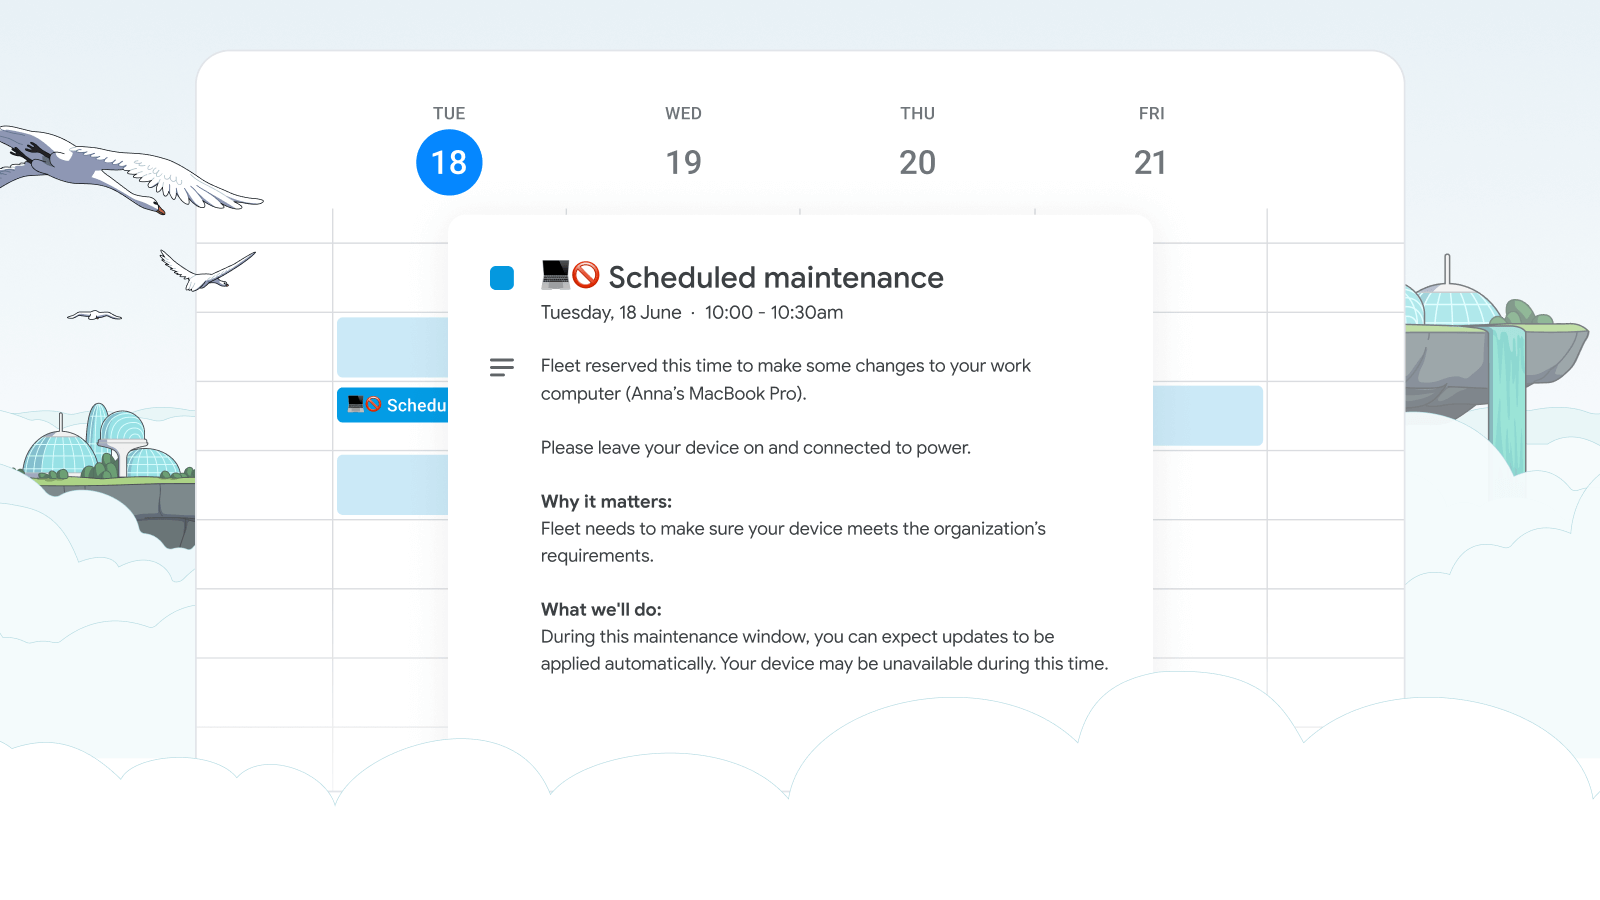 TUE WED THU FRI
18 19 20 21
Scheduled maintenance
Tuesday, 18 June · 10:00 - 10:30am
Fleet reserved this time to make some changes to your work
computer (Anna’s MacBook Pro).
Please leave your device on and connected to power.
Why it matters:
Fleet needs to make sure your device meets the organization’s
requirements.
What we'll do:
During this maintenance window, you can expect updates to be
applied automatically. Your device may be unavailable during this time.
Schedu